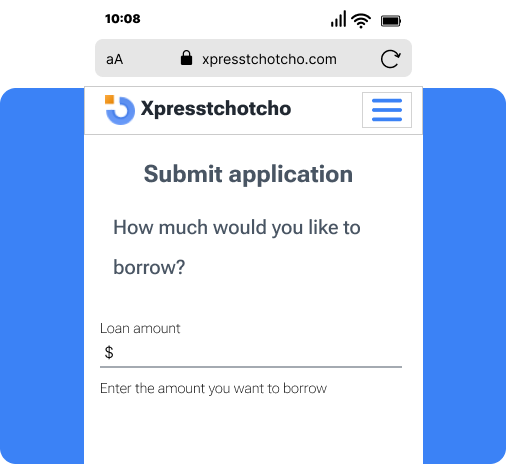 10:08
aA xpresstchotcho.com
Xpresstchotcho
Submit application
How much would you like to
borrow?
Loan amount
$
Enter the amount you want to borrow